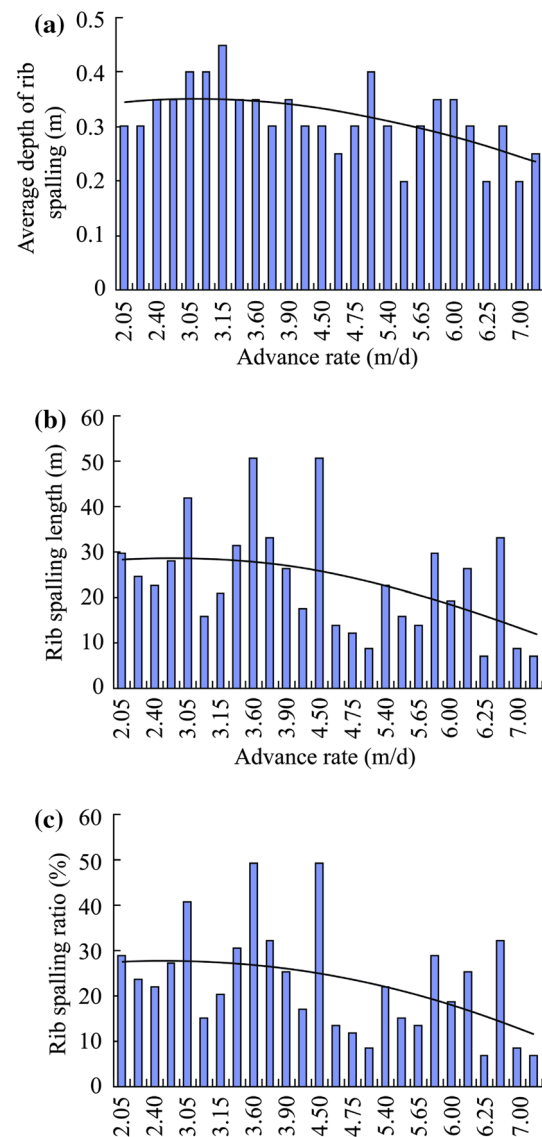 (a)
Average depth of rib
spalling (m)
0.5
0.4
0.3
0.2
0.1
0
2.05 2.40 3.05 3.15 3.60 3.90 4.50 4.75 5.40 5.65 6.00 6.25 7.00
Advance rate (m/d)
(b)
Rib spalling length (m)
60
50
40
30
20
10
0
2.05 2.40 3.05 3.15 3.60 3.90 4.50 4.75 5.40 5.65 6.00 6.25 7.00
Advance rate (m/d)
(c)
Rib spalling ratio (%)
60
50
40
30
20
10
0
2.05 2.40 3.05 3.15 3.60 3.90 4.50 4.75 5.40 5.65 6.00 6.25 7.00